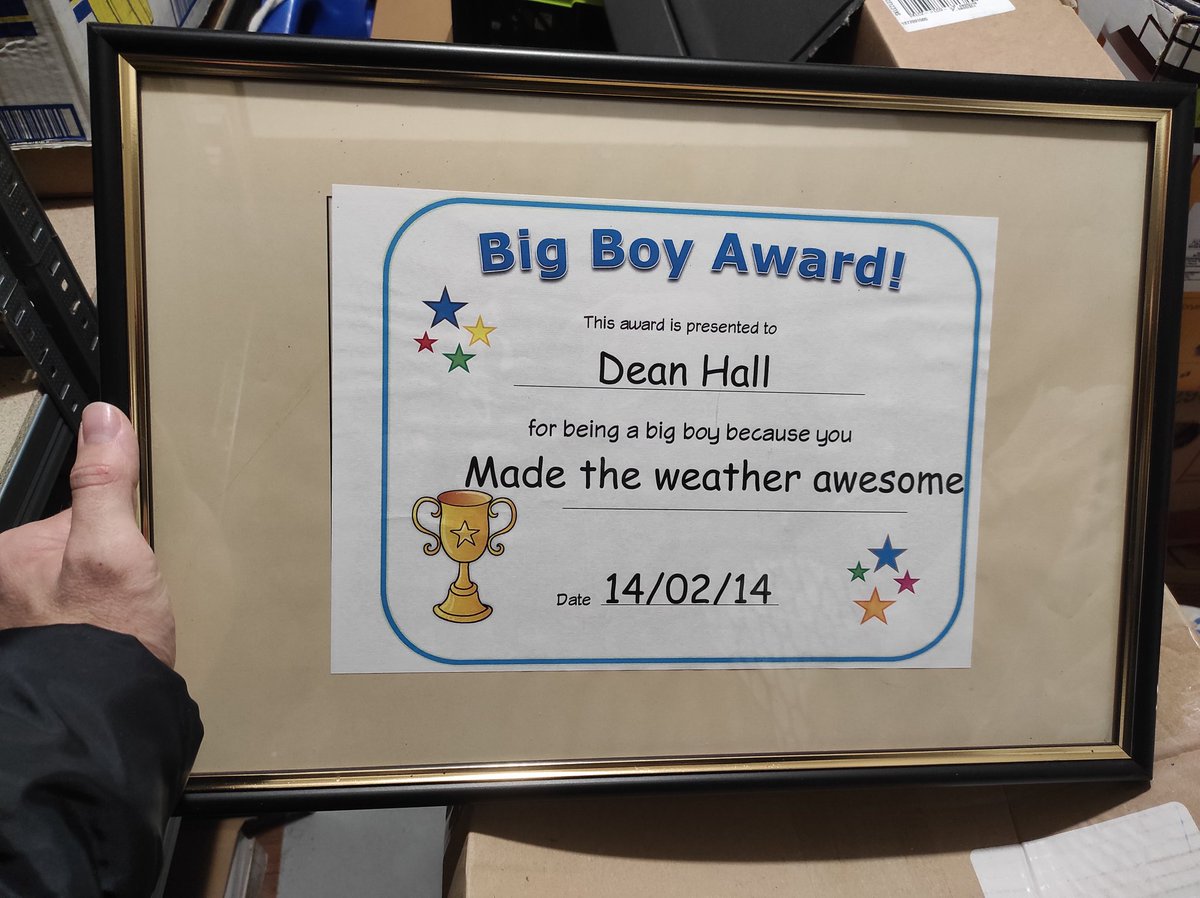 Big Boy Award!
This award is presented to
Dean Hall
for being a big boy because you
Made the weather awesome
Date 14/02/14